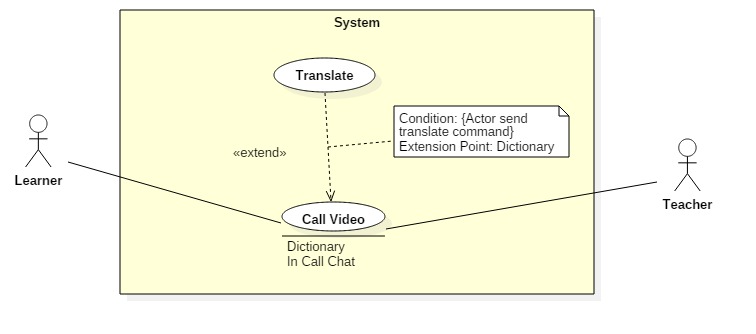 System
Translate
Condition: {Actor send
translate command}
Extension Point: Dictionary
«extend»
Learner
Teacher
Call Video
Dictionary
In Call Chat